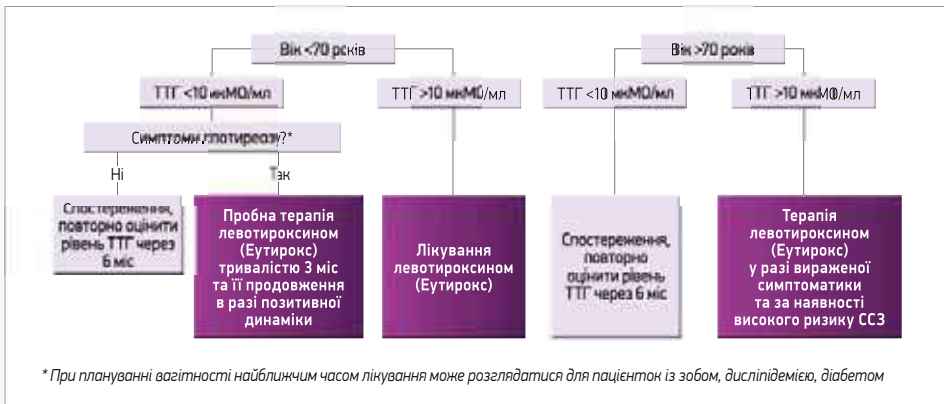 Вік <70 років
Вік >70 років
ТТГ <10 мкМО/мл
ТТГ >10 мкМО/мл
ТТГ <10 мкМО/мл
ТТГ >10 мкМО/мл
Симптоми гіпотиреозу?*
Ні
Так
Спостереження,
повторно оцінити
рівень ТТГ через
6 міс
Пробна терапія
левотироксином
(Еутирокс)
тривалістю 3 міс
та її продовження
в разі позитивної
динаміки
Лікування
левотироксином
(Еутирокс)
Спостереження,
повторно
оцінити рівень
ТТГ через 6 міс
Терапія
левотироксином
(Еутирокс)
у разі вираженої
симптоматики
та за наявності
високого ризику ССЗ
* При плануванні вагітності найближчим часом лікування може розглядатися для пацієнток із зобом, дисліпідемією, діабетом